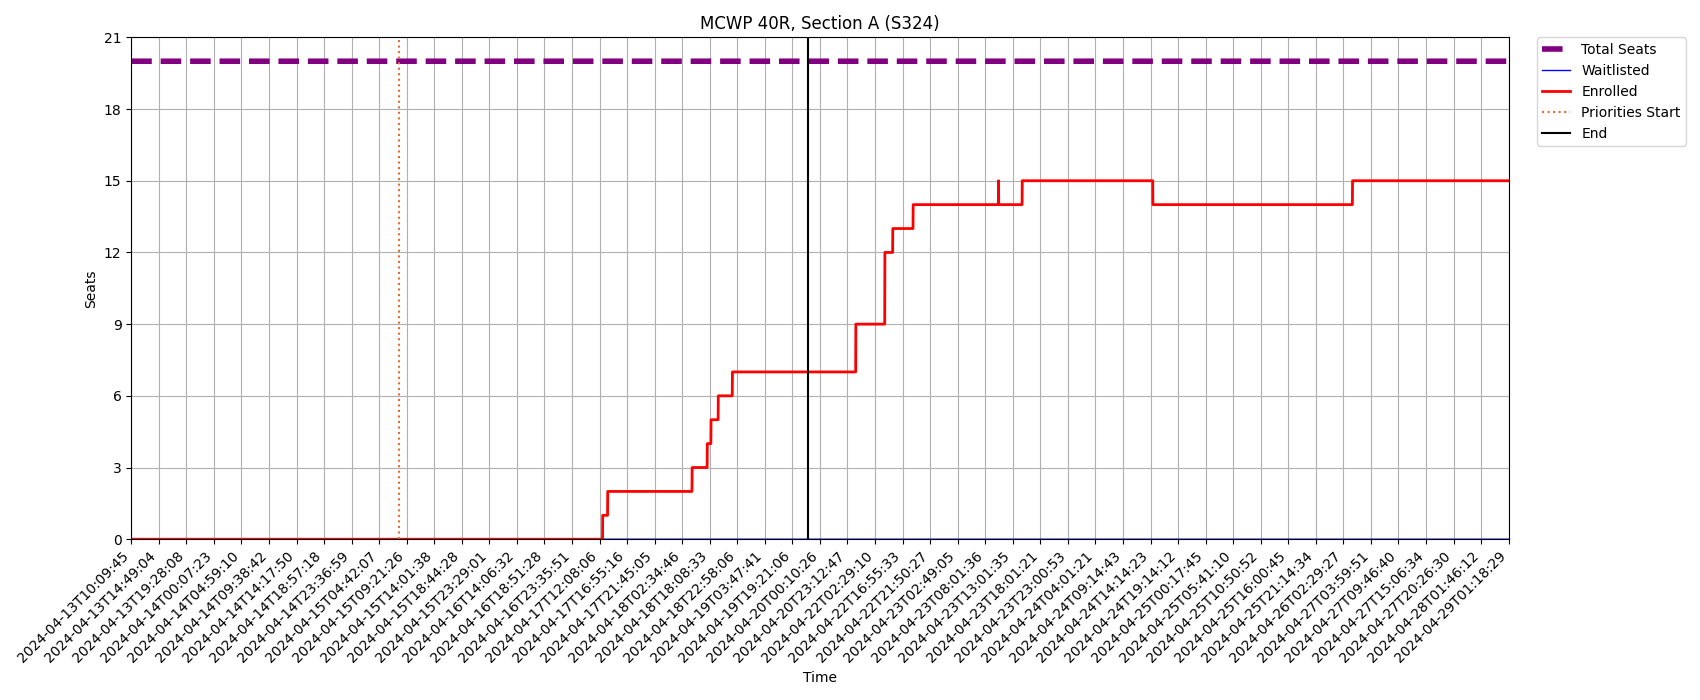 MCWP 40R, Section A (S324)
21
18
15
12
9
6
3
0
Seats
2024-04-13T10:09:45
2024-04-13T14:49:04
2024-04-13T19:28:08
2024-04-14T00:07:23
2024-04-14T04:59:10
2024-04-14T09:38:42
2024-04-14T14:17:50
2024-04-14T18:57:18
2024-04-14T23:36:59
2024-04-15T04:42:07
2024-04-15T09:21:26
2024-04-15T14:01:38
2024-04-15T18:44:28
2024-04-15T23:29:01
2024-04-16T14:06:32
2024-04-16T18:51:28
2024-04-16T23:35:51
2024-04-17T12:08:06
2024-04-17T16:55:16
2024-04-17T21:45:05
2024-04-18T02:34:46
2024-04-18T18:08:33
2024-04-18T22:58:06
2024-04-19T03:47:41
2024-04-19T19:21:06
2024-04-20T00:10:26
2024-04-20T23:12:47
2024-04-22T02:29:10
2024-04-22T16:55:33
2024-04-22T21:50:27
2024-04-23T02:49:05
2024-04-23T08:01:36
2024-04-23T13:01:35
2024-04-23T18:01:21
2024-04-23T23:00:53
2024-04-24T04:01:21
2024-04-24T09:14:43
2024-04-24T14:14:23
2024-04-24T19:14:12
2024-04-25T00:17:45
2024-04-25T05:41:10
2024-04-25T10:50:52
2024-04-25T16:00:45
2024-04-25T21:14:34
2024-04-26T02:29:27
2024-04-27T03:59:51
2024-04-27T09:46:40
2024-04-27T15:06:34
2024-04-27T20:26:30
2024-04-28T01:46:12
2024-04-29T01:18:29
Time
Total Seats
Waitlisted
Enrolled
Priorities Start
End